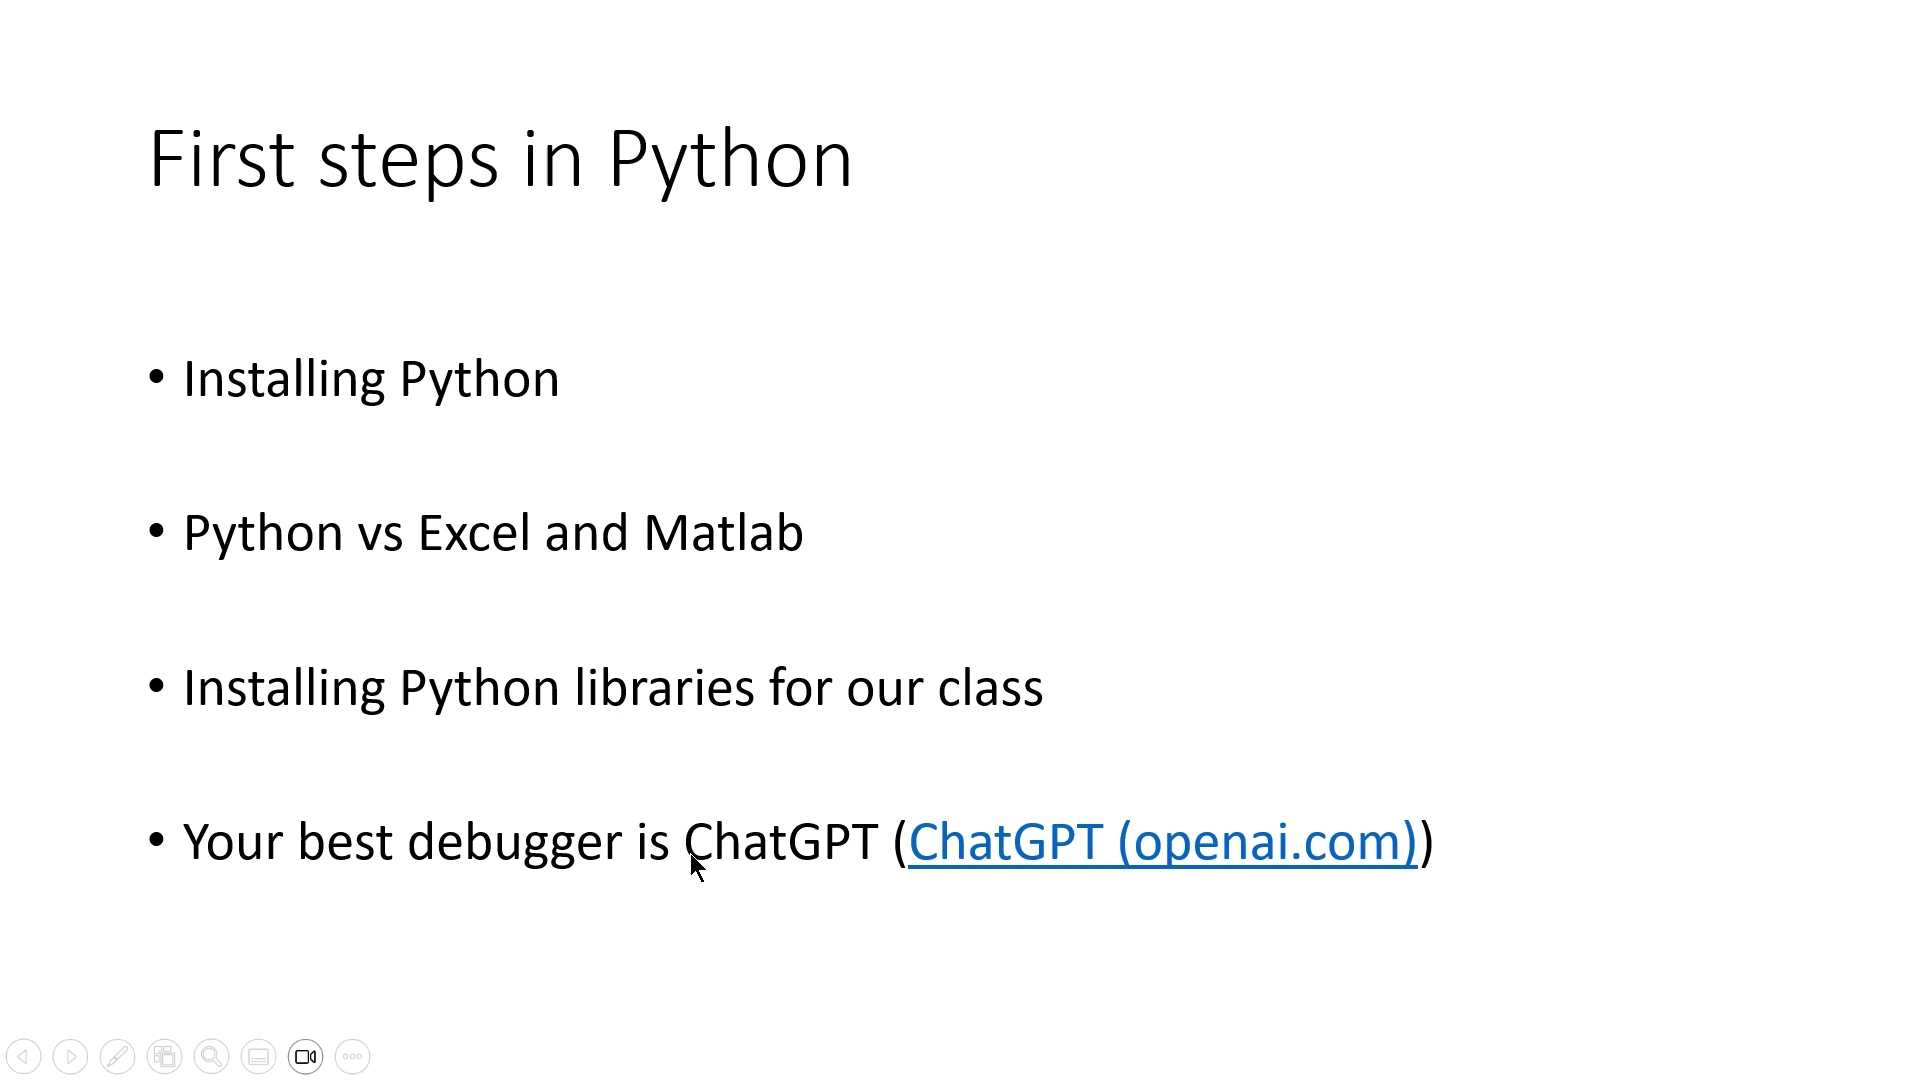 First steps in Python
• Installing Python
• Python vs Excel and Matlab
• Installing Python libraries for our class
• Your best debugger is ChatGPT (ChatGPT (openai.com))